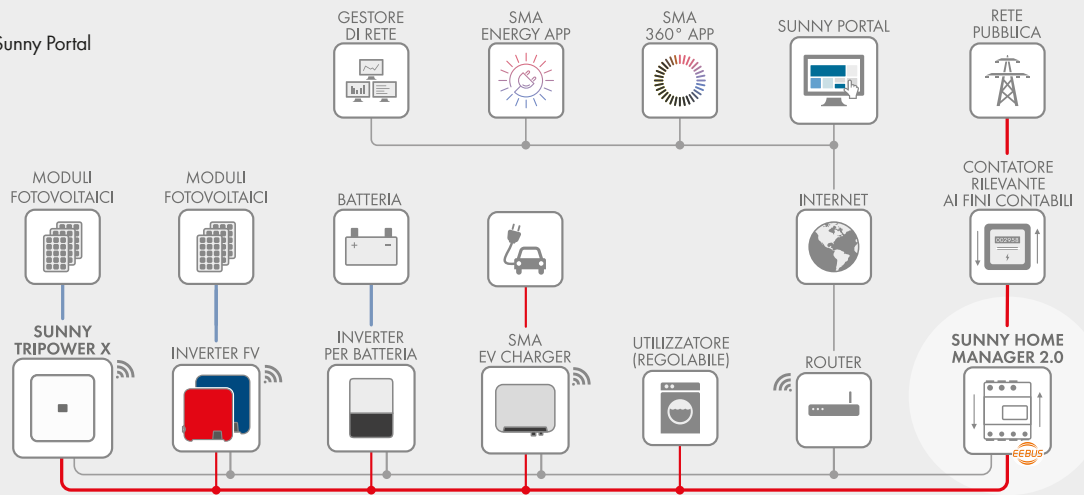 Sunny Portal
GESTORE
DI RETE
SMA
ENERGY APP
SMA
360° APP
SUNNY PORTAL
RETE
PUBBLICA
MODULI
FOTOVOLTAICI
MODULI
FOTOVOLTAICI
BATTERIA
INTERNET
CONTATORE
RILEVANTE
AI FINI CONTABILI
SUNNY
TRIPOWER X
INVERTER FV
INVERTER
PER BATTERIA
SMA
EV CHARGER
UTILIZZATORE
(REGOLABILE)
ROUTER
SUNNY HOME
MANAGER 2.0
EEBUS